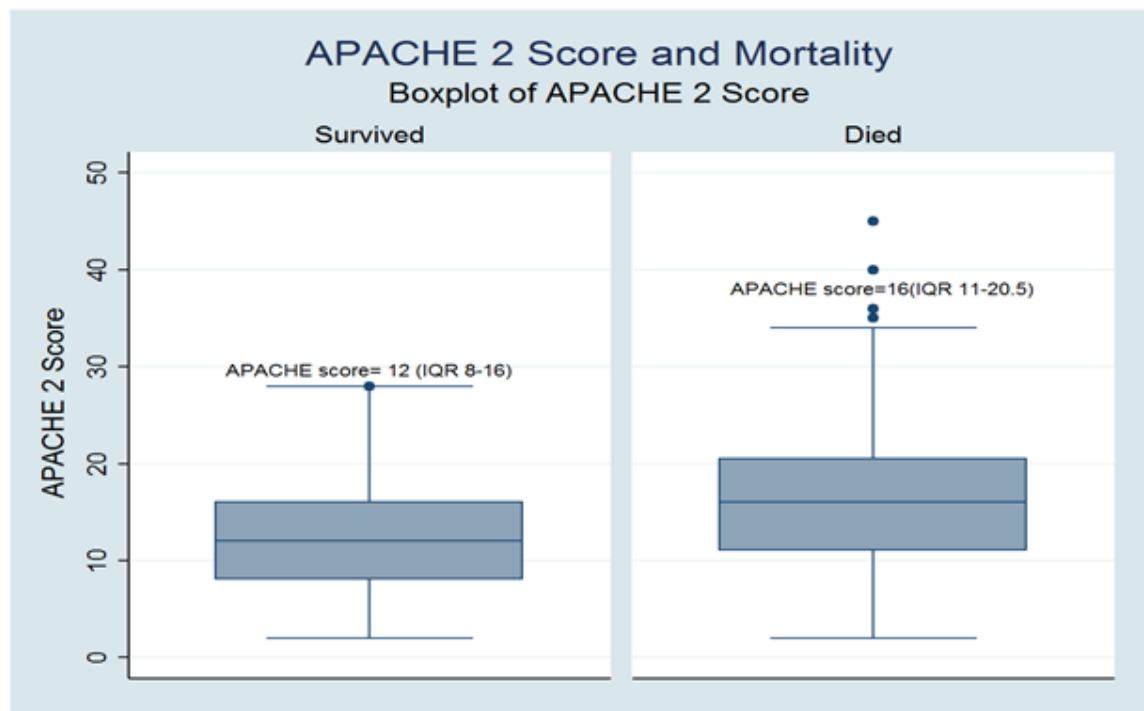 APACHE 2 Score and Mortality
Boxplot of APACHE 2 Score
Survived
Died
APACHE 2 Score
50
40
30
20
10
0
APACHE score= 12 (IQR 8-16)
APACHE score=16(IQR 11-20.5)